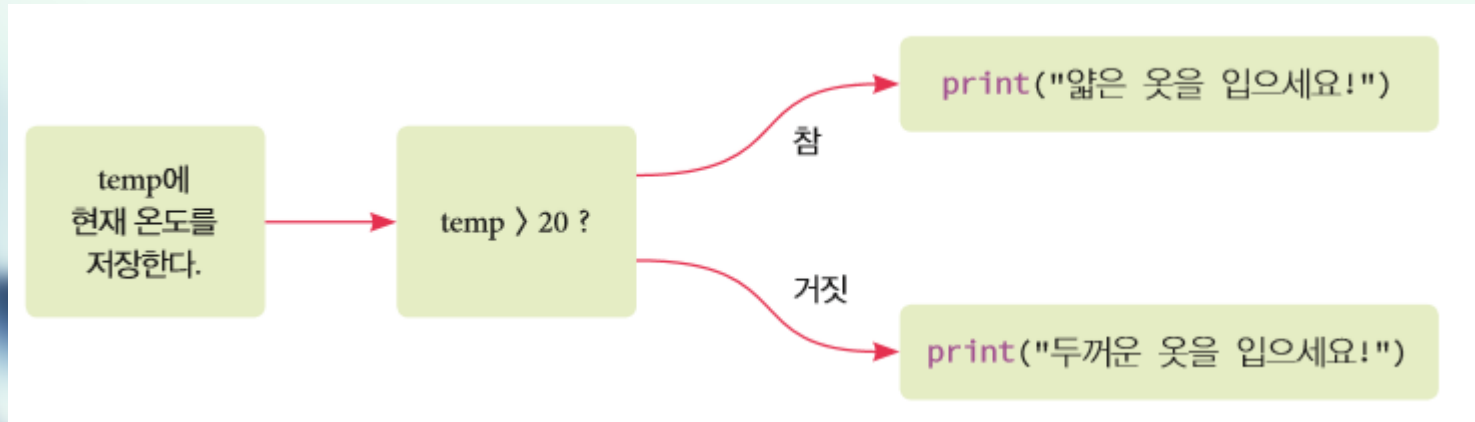 temp에
현재 온도를
저장한다.
temp > 20 ?
참
print("얇은 옷을 입으세요!")
거짓
print("두꺼운 옷을 입으세요!")